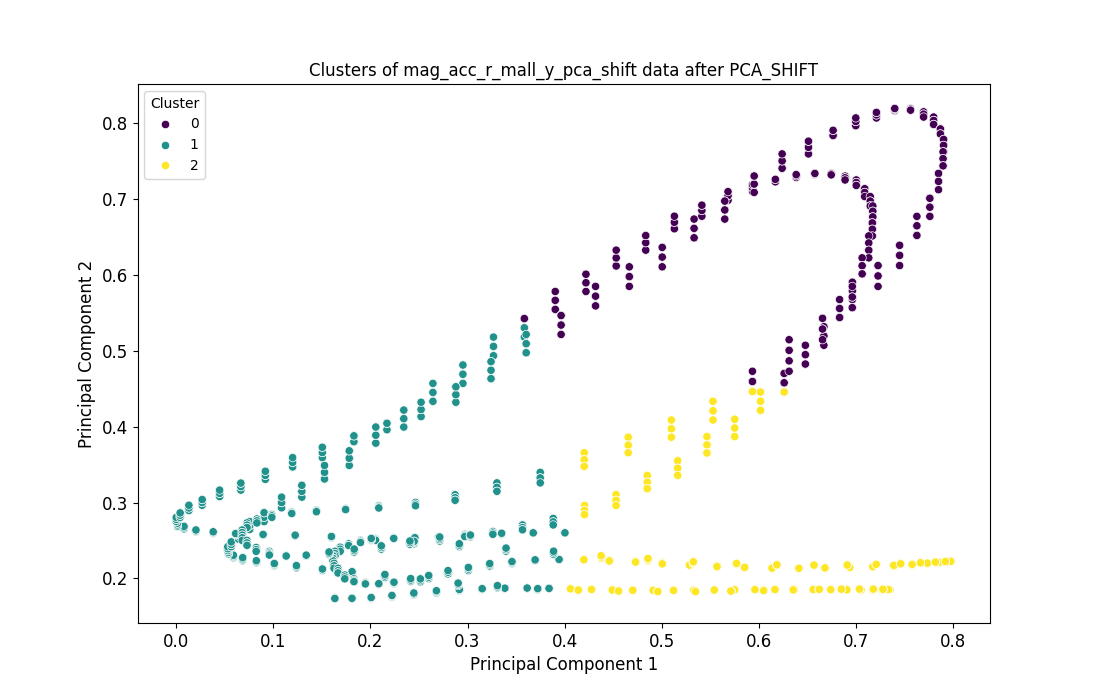 Clusters of mag_acc_r_mall_y_pca_shift data after PCA_SHIFT
Cluster
0
1
2
Principal Component 2
0.8
0.7
0.6
0.5
0.4
0.3
0.2
0.0 0.1 0.2 0.3 0.4 0.5 0.6 0.7 0.8
Principal Component 1